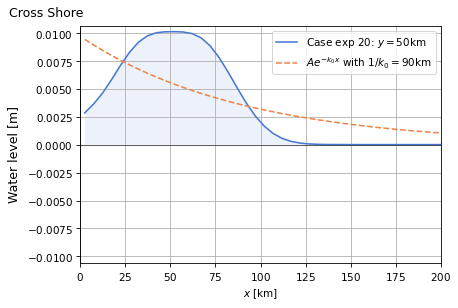 Cross Shore
0.0100
0.0075
0.0050
0.0025
0.0000
−0.0025
−0.0050
−0.0075
−0.0100
Water level [m]
Case exp 20: y = 50km
Ae^{−k₀x} with 1/k₀ = 90km
0 25 50 75 100 125 150 175 200
x [km]